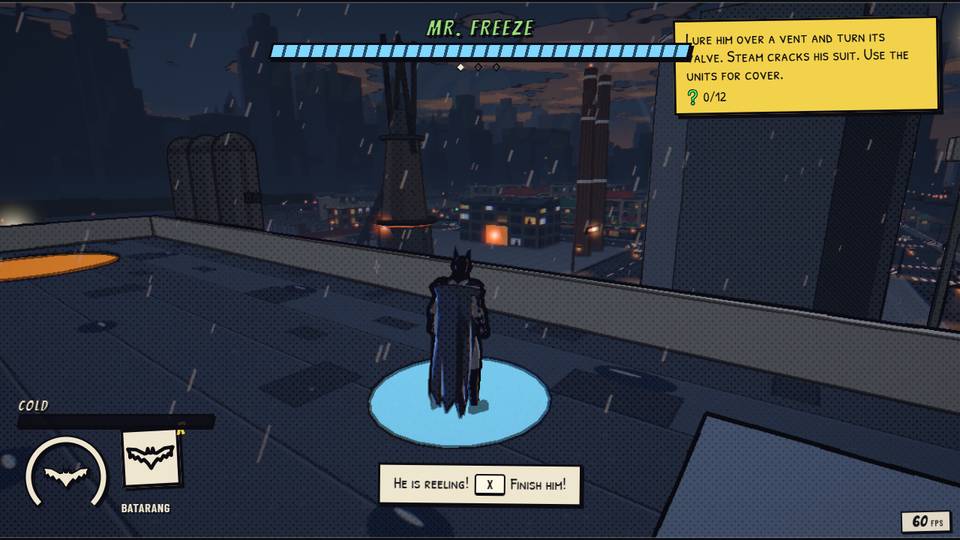 MR. FREEZE
LURE HIM OVER A VENT AND TURN ITS
VALVE. STEAM CRACKS HIS SUIT. USE THE
UNITS FOR COVER.
? 0/12
COLD
BATARANG
HE IS REELING! X FINISH HIM!
60 FPS